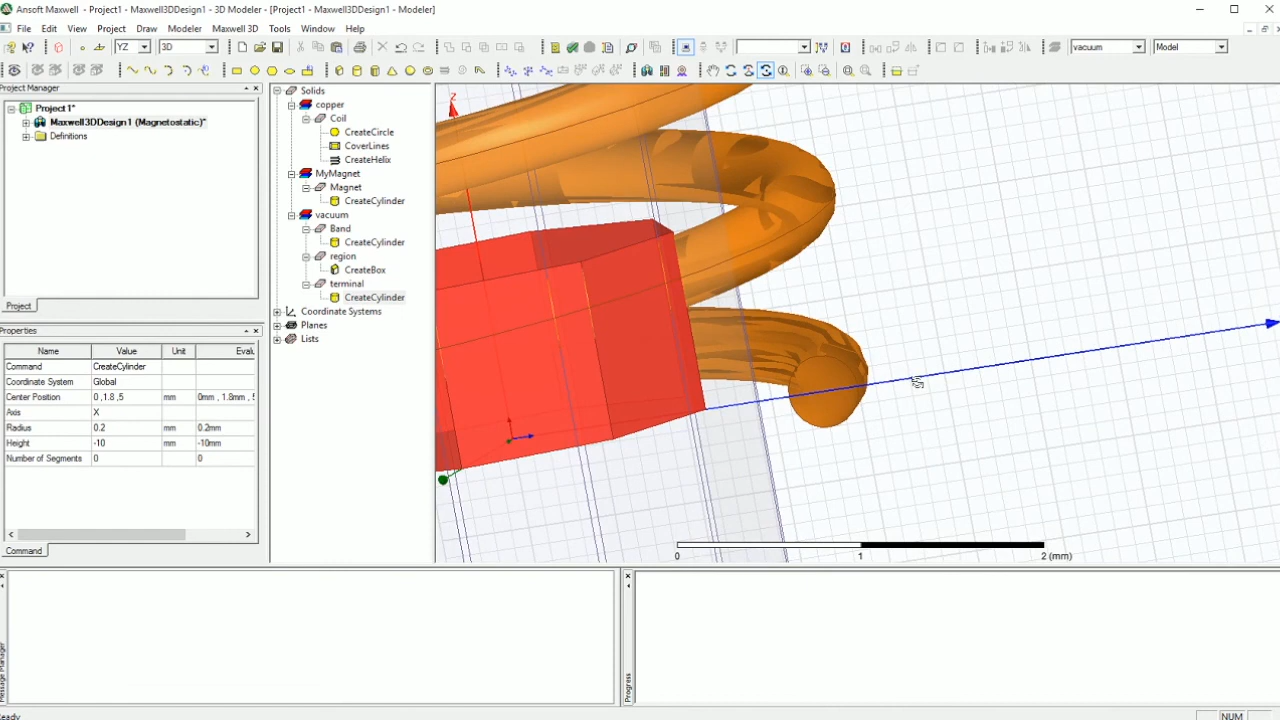 Ansoft Maxwell - Project1 - Maxwell3DDesign1 - 3D Modeler - [Project1 - Maxwell3DDesign1 - Modeler]
File Edit View Project Draw Modeler Maxwell 3D Tools Window Help
YZ 3D vacuum Model
Project Manager
Project1*
Maxwell3DDesign1 (Magnetostatic)*
Definitions
Project
Properties
Name Value Unit
Command CreateCylinder
Coordinate System Global
Center Position 0 ,1.8 ,5 mm 0mm , 1.8mm ,
Axis X
Radius 0.2 mm 0.2mm
Height -10 mm -10mm
Number of Segments 0 0
Command
Solids
copper
Coil
CreateCircle
CoverLines
CreateHelix
MyMagnet
Magnet
CreateCylinder
vacuum
Band
CreateCylinder
region
CreateBox
terminal
CreateCylinder
Coordinate Systems
Planes
Lists
Z
0 1 2 (mm)
Message Manager
Progress
NUM